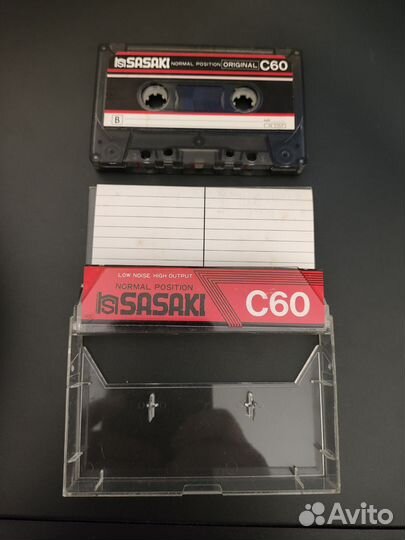 SASAKI NORMAL POSITION ORIGINAL C60
B
LOW NOISE HIGH OUTPUT
NORMAL POSITION
SASAKI C60
Avito